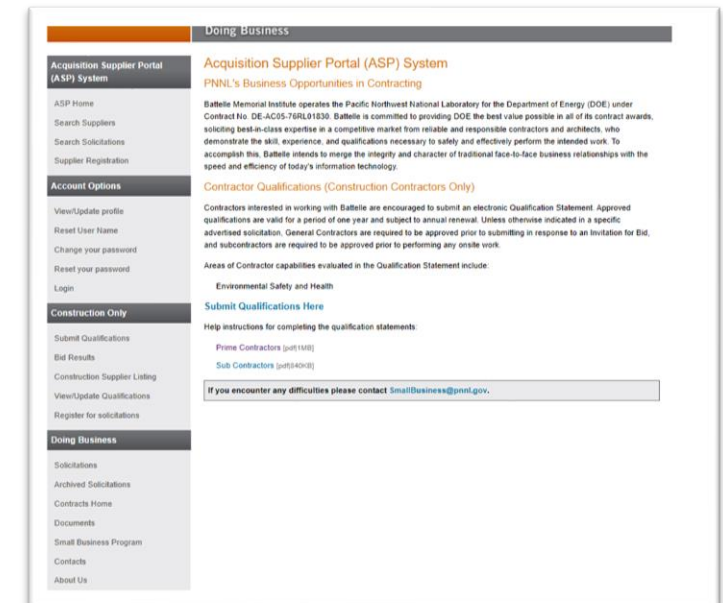 Doing Business
Acquisition Supplier Portal
(ASP) System
ASP Home
Search Suppliers
Search Solicitations
Supplier Registration
Account Options
View/Update profile
Reset User Name
Change your password
Reset your password
Login
Construction Only
Submit Qualifications
Bid Results
Construction Supplier Listing
View/Update Qualifications
Register for solicitations
Doing Business
Solicitations
Archived Solicitations
Contracts Home
Documents
Small Business Program
Contacts
About Us
Acquisition Supplier Portal (ASP) System
PNNL's Business Opportunities in Contracting
Battelle Memorial Institute operates the Pacific Northwest National Laboratory for the Department of Energy (DOE) under
Contract No. DE-AC05-76RL01830. Battelle is committed to providing DOE the best value possible in all of its contract awards,
soliciting best-in-class expertise in a competitive market from reliable and responsible contractors and architects, who
demonstrate the skill, experience, and qualifications necessary to safely and effectively perform the intended work. To
accomplish this, Battelle intends to merge the integrity and character of traditional face-to-face business relationships with the
speed and efficiency of today's information technology.
Contractor Qualifications (Construction Contractors Only)
Contractors interested in working with Battelle are encouraged to submit an electronic Qualification Statement. Approved
qualifications are valid for a period of one year and subject to annual renewal. Unless otherwise indicated in a specific
advertised solicitation, General Contractors are required to be approved prior to submitting in response to an Invitation for Bid,
and subcontractors are required to be approved prior to performing any onsite work.
Areas of Contractor capabilities evaluated in the Qualification Statement include:
Environmental Safety and Health
Submit Qualifications Here
Help instructions for completing the qualification statements:
Prime Contractors [pdf|1MB]
Sub Contractors [pdf|840KB]
If you encounter any difficulties please contact SmallBusiness@pnnl.gov.